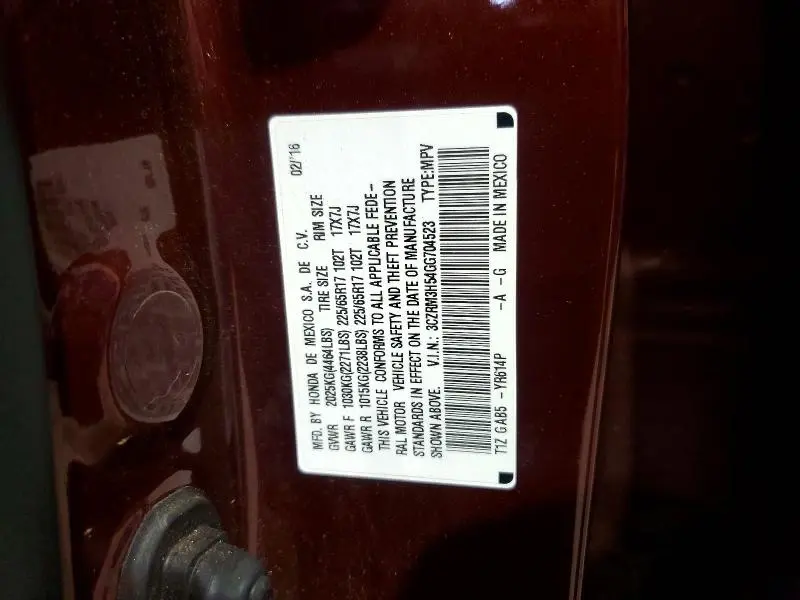 MFD. BY HONDA DE MEXICO S.A. DE C.V. 02/'16
GVWR 2025KG(4464LBS) TIRE SIZE RIM SIZE
GAWR F 1030KG(2271LBS) 225/65R17 102T 17X7J
GAWR R 1015KG(2238LBS) 225/65R17 102T 17X7J
THIS VEHICLE CONFORMS TO ALL APPLICABLE FEDE-
RAL MOTOR VEHICLE SAFETY AND THEFT PREVENTION
STANDARDS IN EFFECT ON THE DATE OF MANUFACTURE
SHOWN ABOVE. V.I.N.: 3CZRM3H54GG704523 TYPE:MPV
T1Z GAB5 -YR614P -A -G MADE IN MEXICO